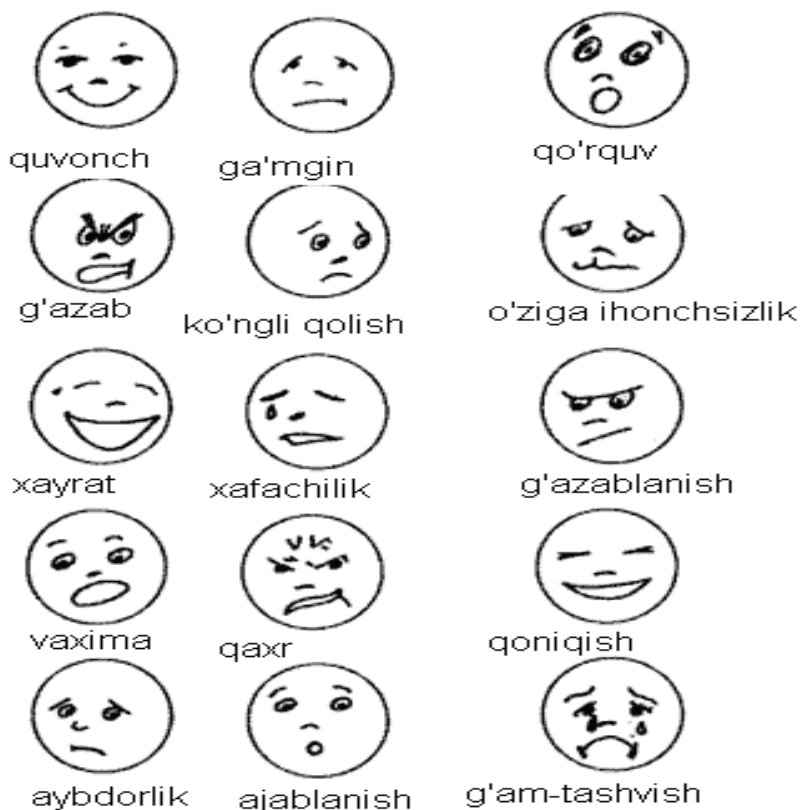 quvonch
ga'mgin
qo'rquv
g'azab
ko'ngli qolish
o'ziga ihonchsizlik
xayrat
xafachilik
g'azablanish
vaxima
qaxr
qoniqish
aybdorlik
ajablanish
g'am-tashvish